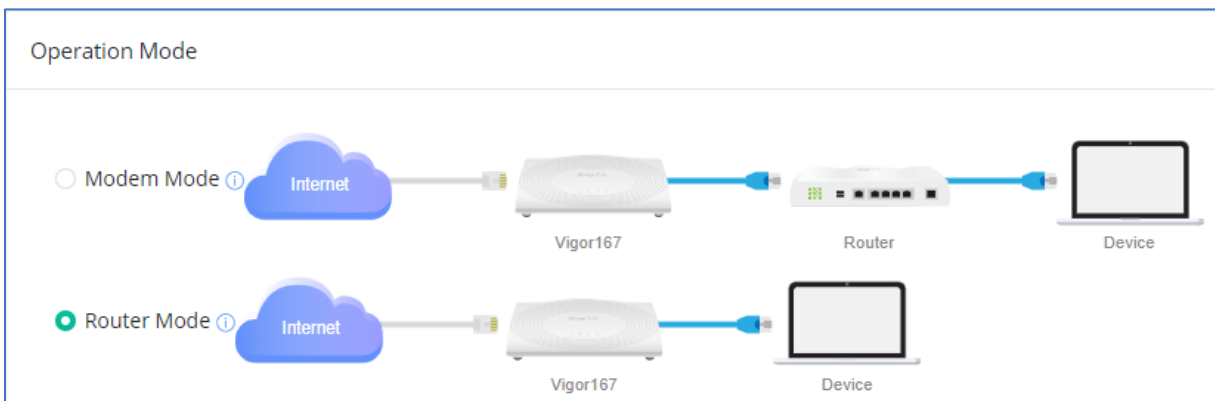 Operation Mode
Modem Mode
Internet
Vigor167
Router
Device
Router Mode
Internet
Vigor167
Device